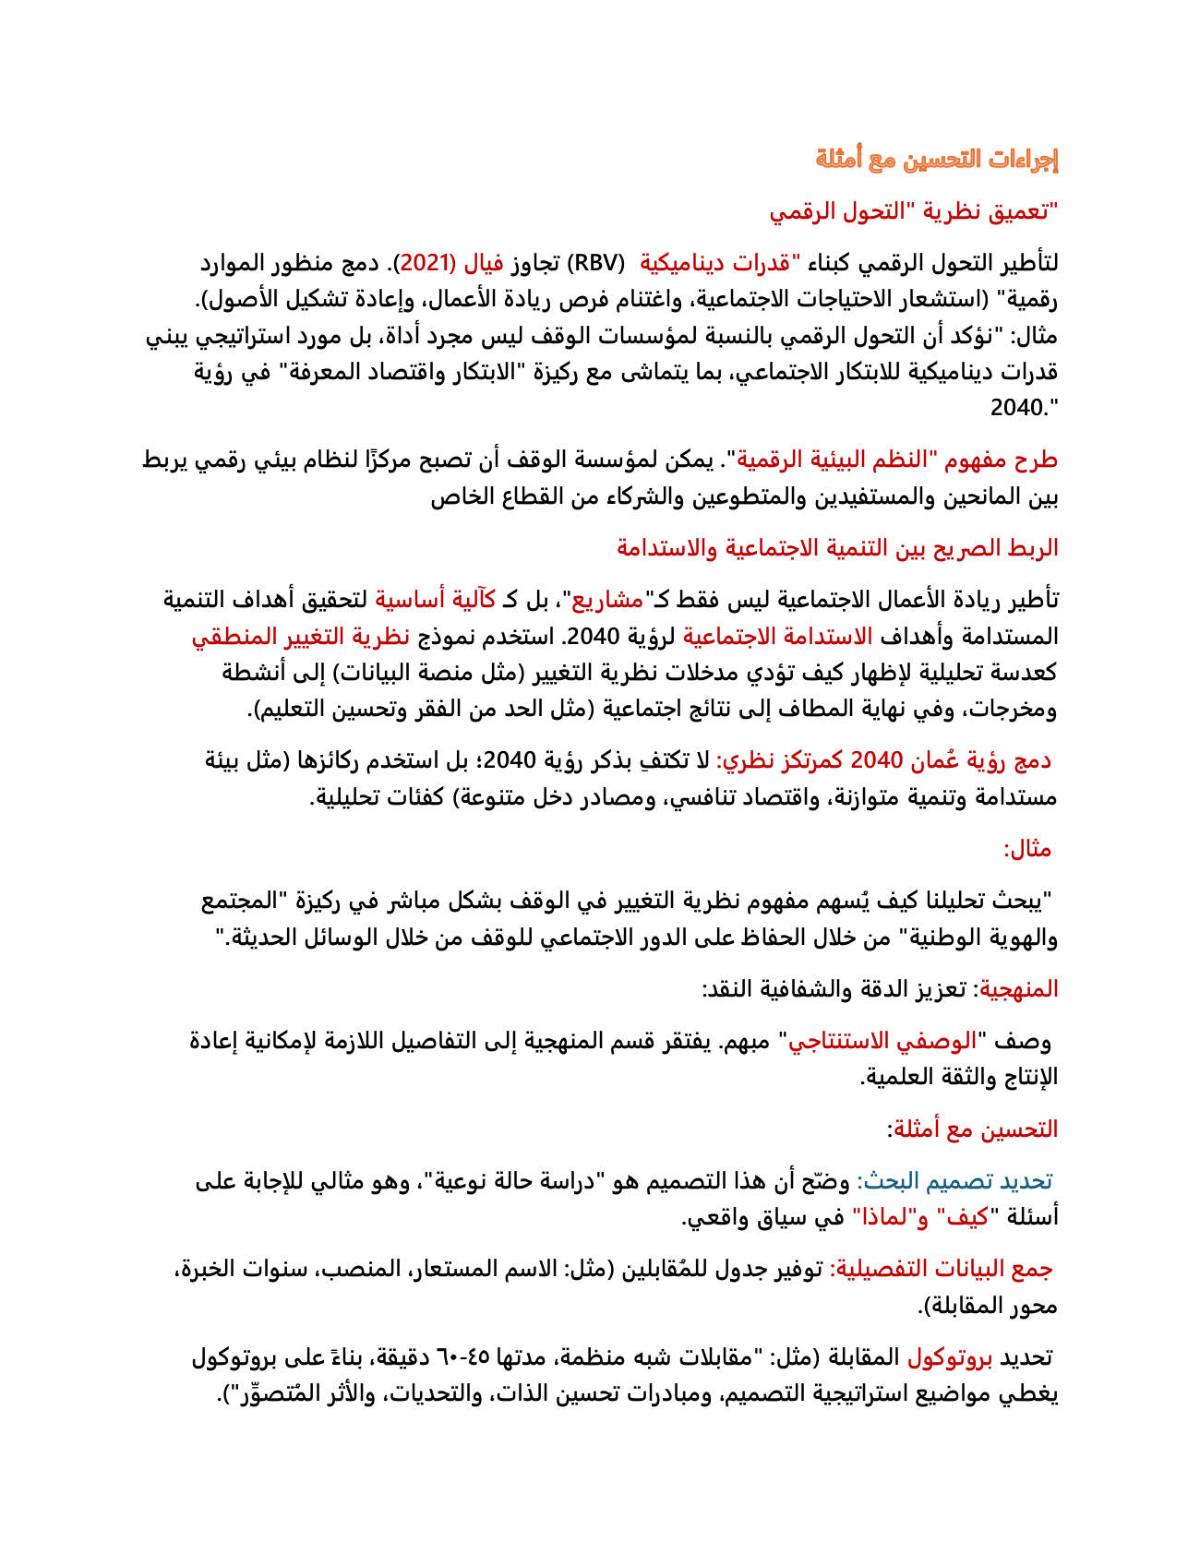 إجراءات التحسين مع أمثلة
"تعميق نظرية "التحول الرقمي
لتأطير التحول الرقمي كبناء "قدرات ديناميكية (RBV) تجاوز فيال (2021). دمج منظور الموارد
رقمية" (استشعار الاحتياجات الاجتماعية، واغتنام فرص ريادة الأعمال، وإعادة تشكيل الأصول).
مثال: "نؤكد أن التحول الرقمي بالنسبة لمؤسسات الوقف ليس مجرد أداة، بل مورد استراتيجي يبني
قدرات ديناميكية للابتكار الاجتماعي، بما يتماشى مع ركيزة "الابتكار واقتصاد المعرفة" في رؤية
2040."
طرح مفهوم "النظم البيئية الرقمية". يمكن لمؤسسة الوقف أن تصبح مركزًا لنظام بيئي رقمي يربط
بين المانحين والمستفيدين والمتطوعين والشركاء من القطاع الخاص
الربط الصريح بين التنمية الاجتماعية والاستدامة
تأطير ريادة الأعمال الاجتماعية ليس فقط كـ"مشاريع"، بل كـ كآلية أساسية لتحقيق أهداف التنمية
المستدامة وأهداف الاستدامة الاجتماعية لرؤية 2040. استخدم نموذج نظرية التغيير المنطقي
كعدسة تحليلية لإظهار كيف تؤدي مدخلات نظرية التغيير (مثل منصة البيانات) إلى أنشطة
ومخرجات، وفي نهاية المطاف إلى نتائج اجتماعية (مثل الحد من الفقر وتحسين التعليم).
دمج رؤية عُمان 2040 كمرتكز نظري: لا تكتفِ بذكر رؤية 2040؛ بل استخدم ركائزها (مثل بيئة
مستدامة وتنمية متوازنة، واقتصاد تنافسي، ومصادر دخل متنوعة) كفئات تحليلية.
مثال:
"يبحث تحليلنا كيف يُسهم مفهوم نظرية التغيير في الوقف بشكل مباشر في ركيزة "المجتمع
والهوية الوطنية" من خلال الحفاظ على الدور الاجتماعي للوقف من خلال الوسائل الحديثة."
المنهجية: تعزيز الدقة والشفافية النقد:
وصف "الوصفي الاستنتاجي" مبهم. يفتقر قسم المنهجية إلى التفاصيل اللازمة لإمكانية إعادة
الإنتاج والثقة العلمية.
التحسين مع أمثلة:
تحديد تصميم البحث: وضّح أن هذا التصميم هو "دراسة حالة نوعية"، وهو مثالي للإجابة على
أسئلة "كيف" و"لماذا" في سياق واقعي.
جمع البيانات التفصيلية: توفير جدول للمُقابلين (مثل: الاسم المستعار، المنصب، سنوات الخبرة،
محور المقابلة).
تحديد بروتوكول المقابلة (مثل: "مقابلات شبه منظمة، مدتها ٤٥-٦٠ دقيقة، بناءً على بروتوكول
يغطي مواضيع استراتيجية التصميم، ومبادرات تحسين الذات، والتحديات، والأثر المُتصوَّر").